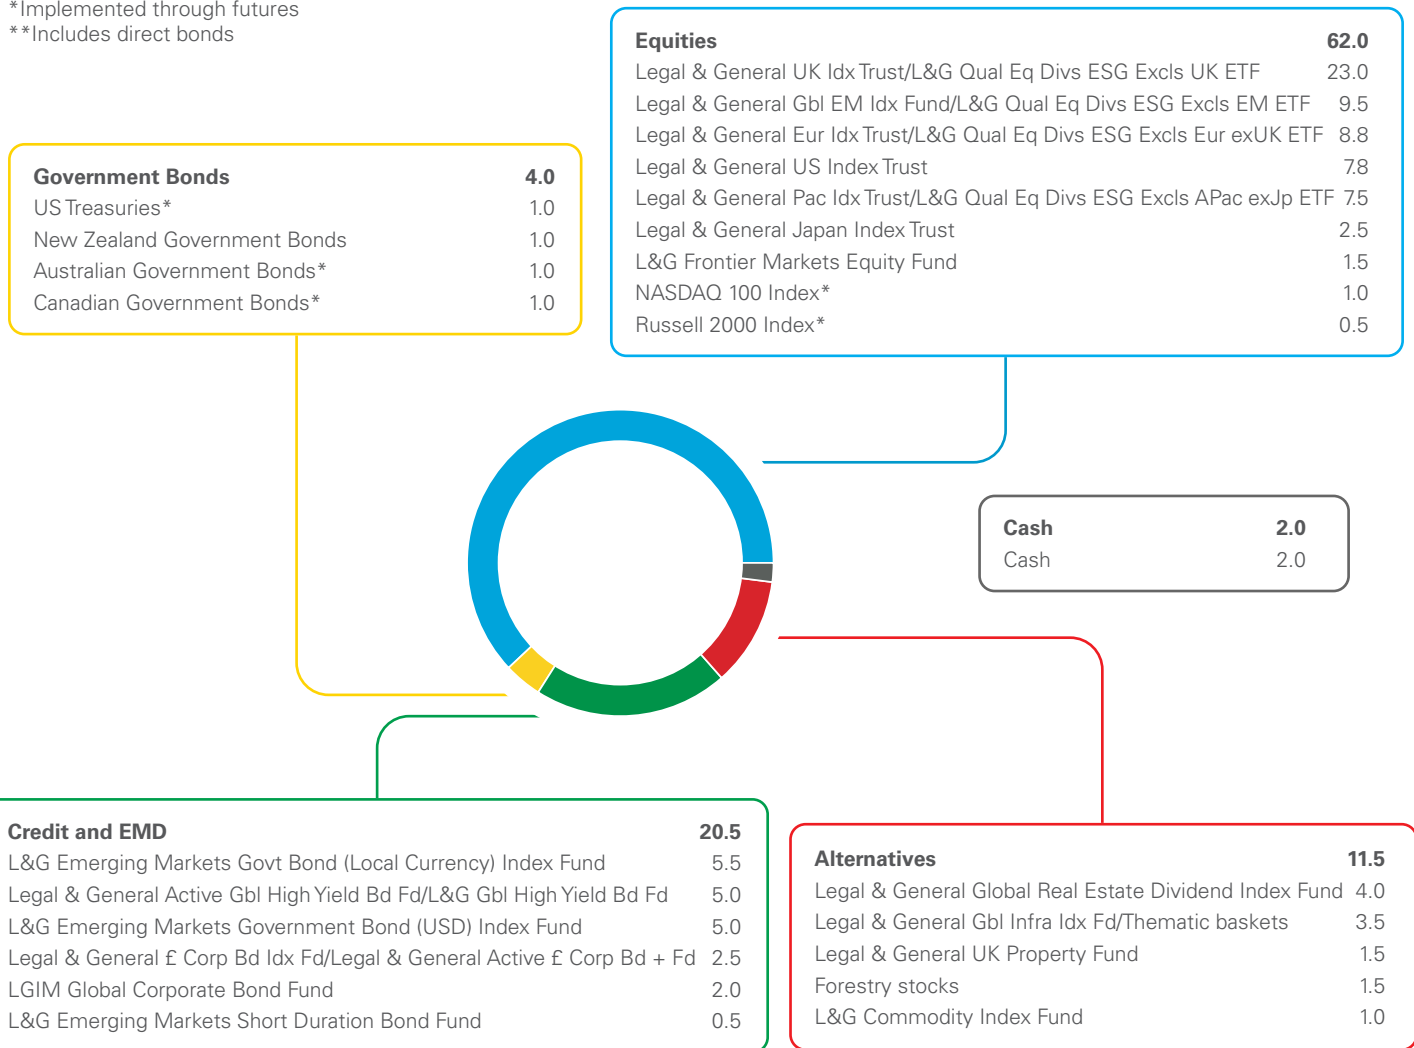 *Implemented through futures
**Includes direct bonds
Equities 62.0
Legal & General UK Idx Trust/L&G Qual Eq Divs ESG Excls UK ETF 23.0
Legal & General Gbl EM Idx Fund/L&G Qual Eq Divs ESG Excls EM ETF 9.5
Legal & General Eur Idx Trust/L&G Qual Eq Divs ESG Excls Eur exUK ETF 8.8
Legal & General US Index Trust 7.8
Legal & General Pac Idx Trust/L&G Qual Eq Divs ESG Excls APac exJp ETF 7.5
Legal & General Japan Index Trust 2.5
L&G Frontier Markets Equity Fund 1.5
NASDAQ 100 Index* 1.0
Russell 2000 Index* 0.5
Government Bonds 4.0
US Treasuries* 1.0
New Zealand Government Bonds 1.0
Australian Government Bonds* 1.0
Canadian Government Bonds* 1.0
Cash 2.0
Cash 2.0
Credit and EMD 20.5
L&G Emerging Markets Govt Bond (Local Currency) Index Fund 5.5
Legal & General Active Gbl High Yield Bd Fd/L&G Gbl High Yield Bd Fd 5.0
L&G Emerging Markets Government Bond (USD) Index Fund 5.0
Legal & General £ Corp Bd Idx Fd/Legal & General Active £ Corp Bd + Fd 2.5
LGIM Global Corporate Bond Fund 2.0
L&G Emerging Markets Short Duration Bond Fund 0.5
Alternatives 11.5
Legal & General Global Real Estate Dividend Index Fund 4.0
Legal & General Gbl Infra Idx Fd/Thematic baskets 3.5
Legal & General UK Property Fund 1.5
Forestry stocks 1.5
L&G Commodity Index Fund 1.0